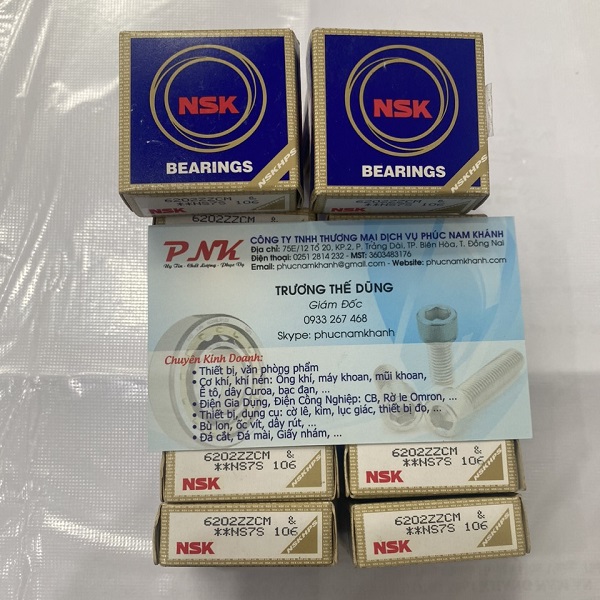 NSK
BEARINGS
NSKHPS
NSK
BEARINGS
NSKHPS
6202ZZCM &
**NS7S 106
NSK
6202ZZCM &
**NS7S 106
NSK
PNK
Uy Tín - Chất Lượng - Phục Vụ
CÔNG TY TNHH THƯƠNG MẠI DỊCH VỤ PHÚC NAM KHÁNH
Địa chỉ: 75E/12 Tổ 20, KP.2, P. Trảng Dài, TP. Biên Hòa, T. Đồng Nai
Điện thoại: 0251 2814 232 - MST: 3603483176
Email: phucnamkhanh@gmail.com - Website: phucnamkhanh.com
TRƯƠNG THẾ DŨNG
Giám Đốc
0933 267 468
Skype: phucnamkhanh
Chuyên Kinh Doanh:
• Thiết bị, văn phòng phẩm
• Cơ khí, khí nén: Ống khí, máy khoan, mũi khoan,
Ê tô, dây Curoa, bạc đạn, ...
• Điện Gia Dụng, Điện Công Nghiệp: CB, Rờ le Omron, ...
• Thiết bị, dụng cụ: cờ lê, kìm, lục giác, thiết bị đo, ...
• Bù lon, ốc vít, dây rút, ...
• Đá cắt, Đá mài, Giấy nhám, ...
6202ZZCM &
**NS7S 106
NSK
NSKHPS
6202ZZCM &
**NS7S 106
NSK
NSKHPS
6202ZZCM &
**NS7S 106
NSK
NSKHPS
6202ZZCM &
**NS7S 106
NSK
NSKHPS